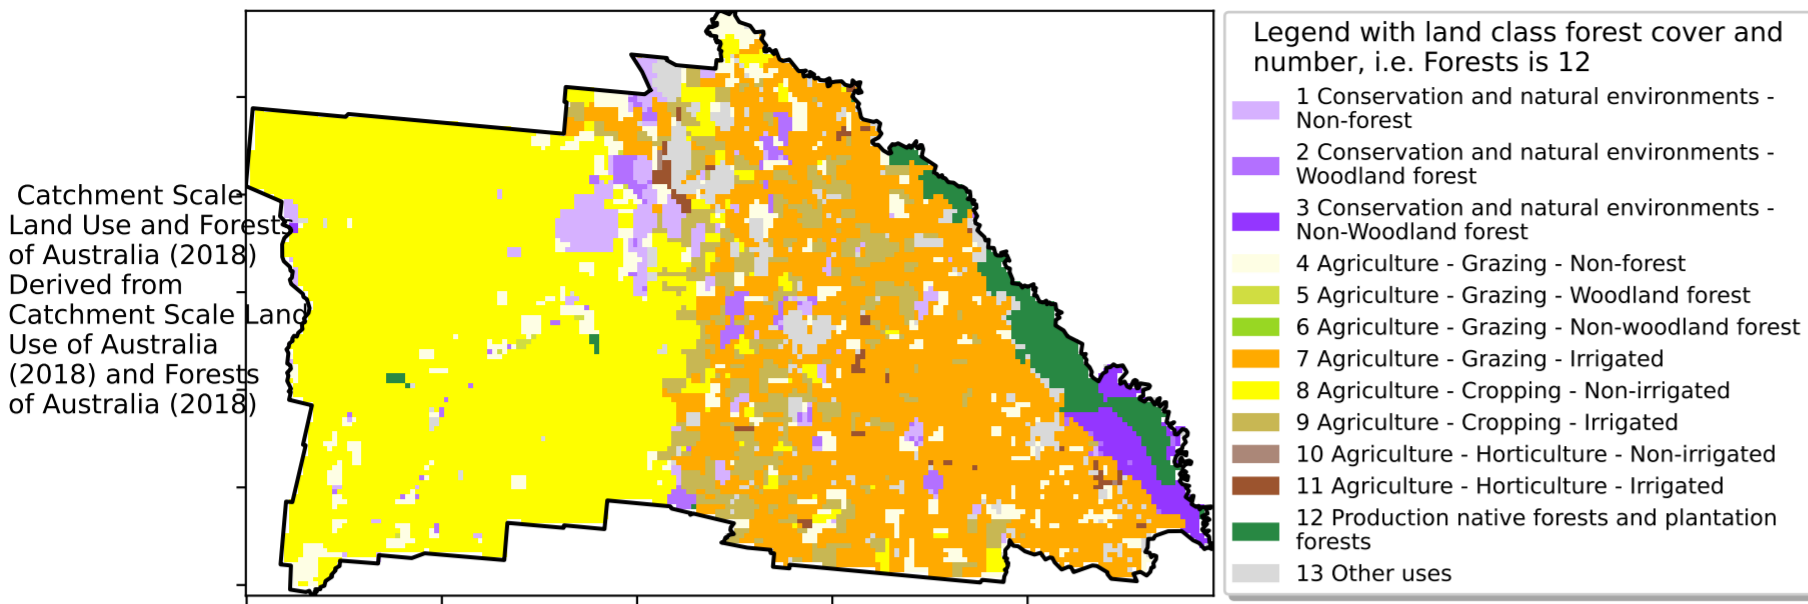 Catchment Scale
Land Use and Forests
of Australia (2018)
Derived from
Catchment Scale Land
Use of Australia
(2018) and Forests
of Australia (2018)
Legend with land class forest cover and
number, i.e. Forests is 12
1 Conservation and natural environments -
Non-forest
2 Conservation and natural environments -
Woodland forest
3 Conservation and natural environments -
Non-Woodland forest
4 Agriculture - Grazing - Non-forest
5 Agriculture - Grazing - Woodland forest
6 Agriculture - Grazing - Non-woodland forest
7 Agriculture - Grazing - Irrigated
8 Agriculture - Cropping - Non-irrigated
9 Agriculture - Cropping - Irrigated
10 Agriculture - Horticulture - Non-irrigated
11 Agriculture - Horticulture - Irrigated
12 Production native forests and plantation
forests
13 Other uses